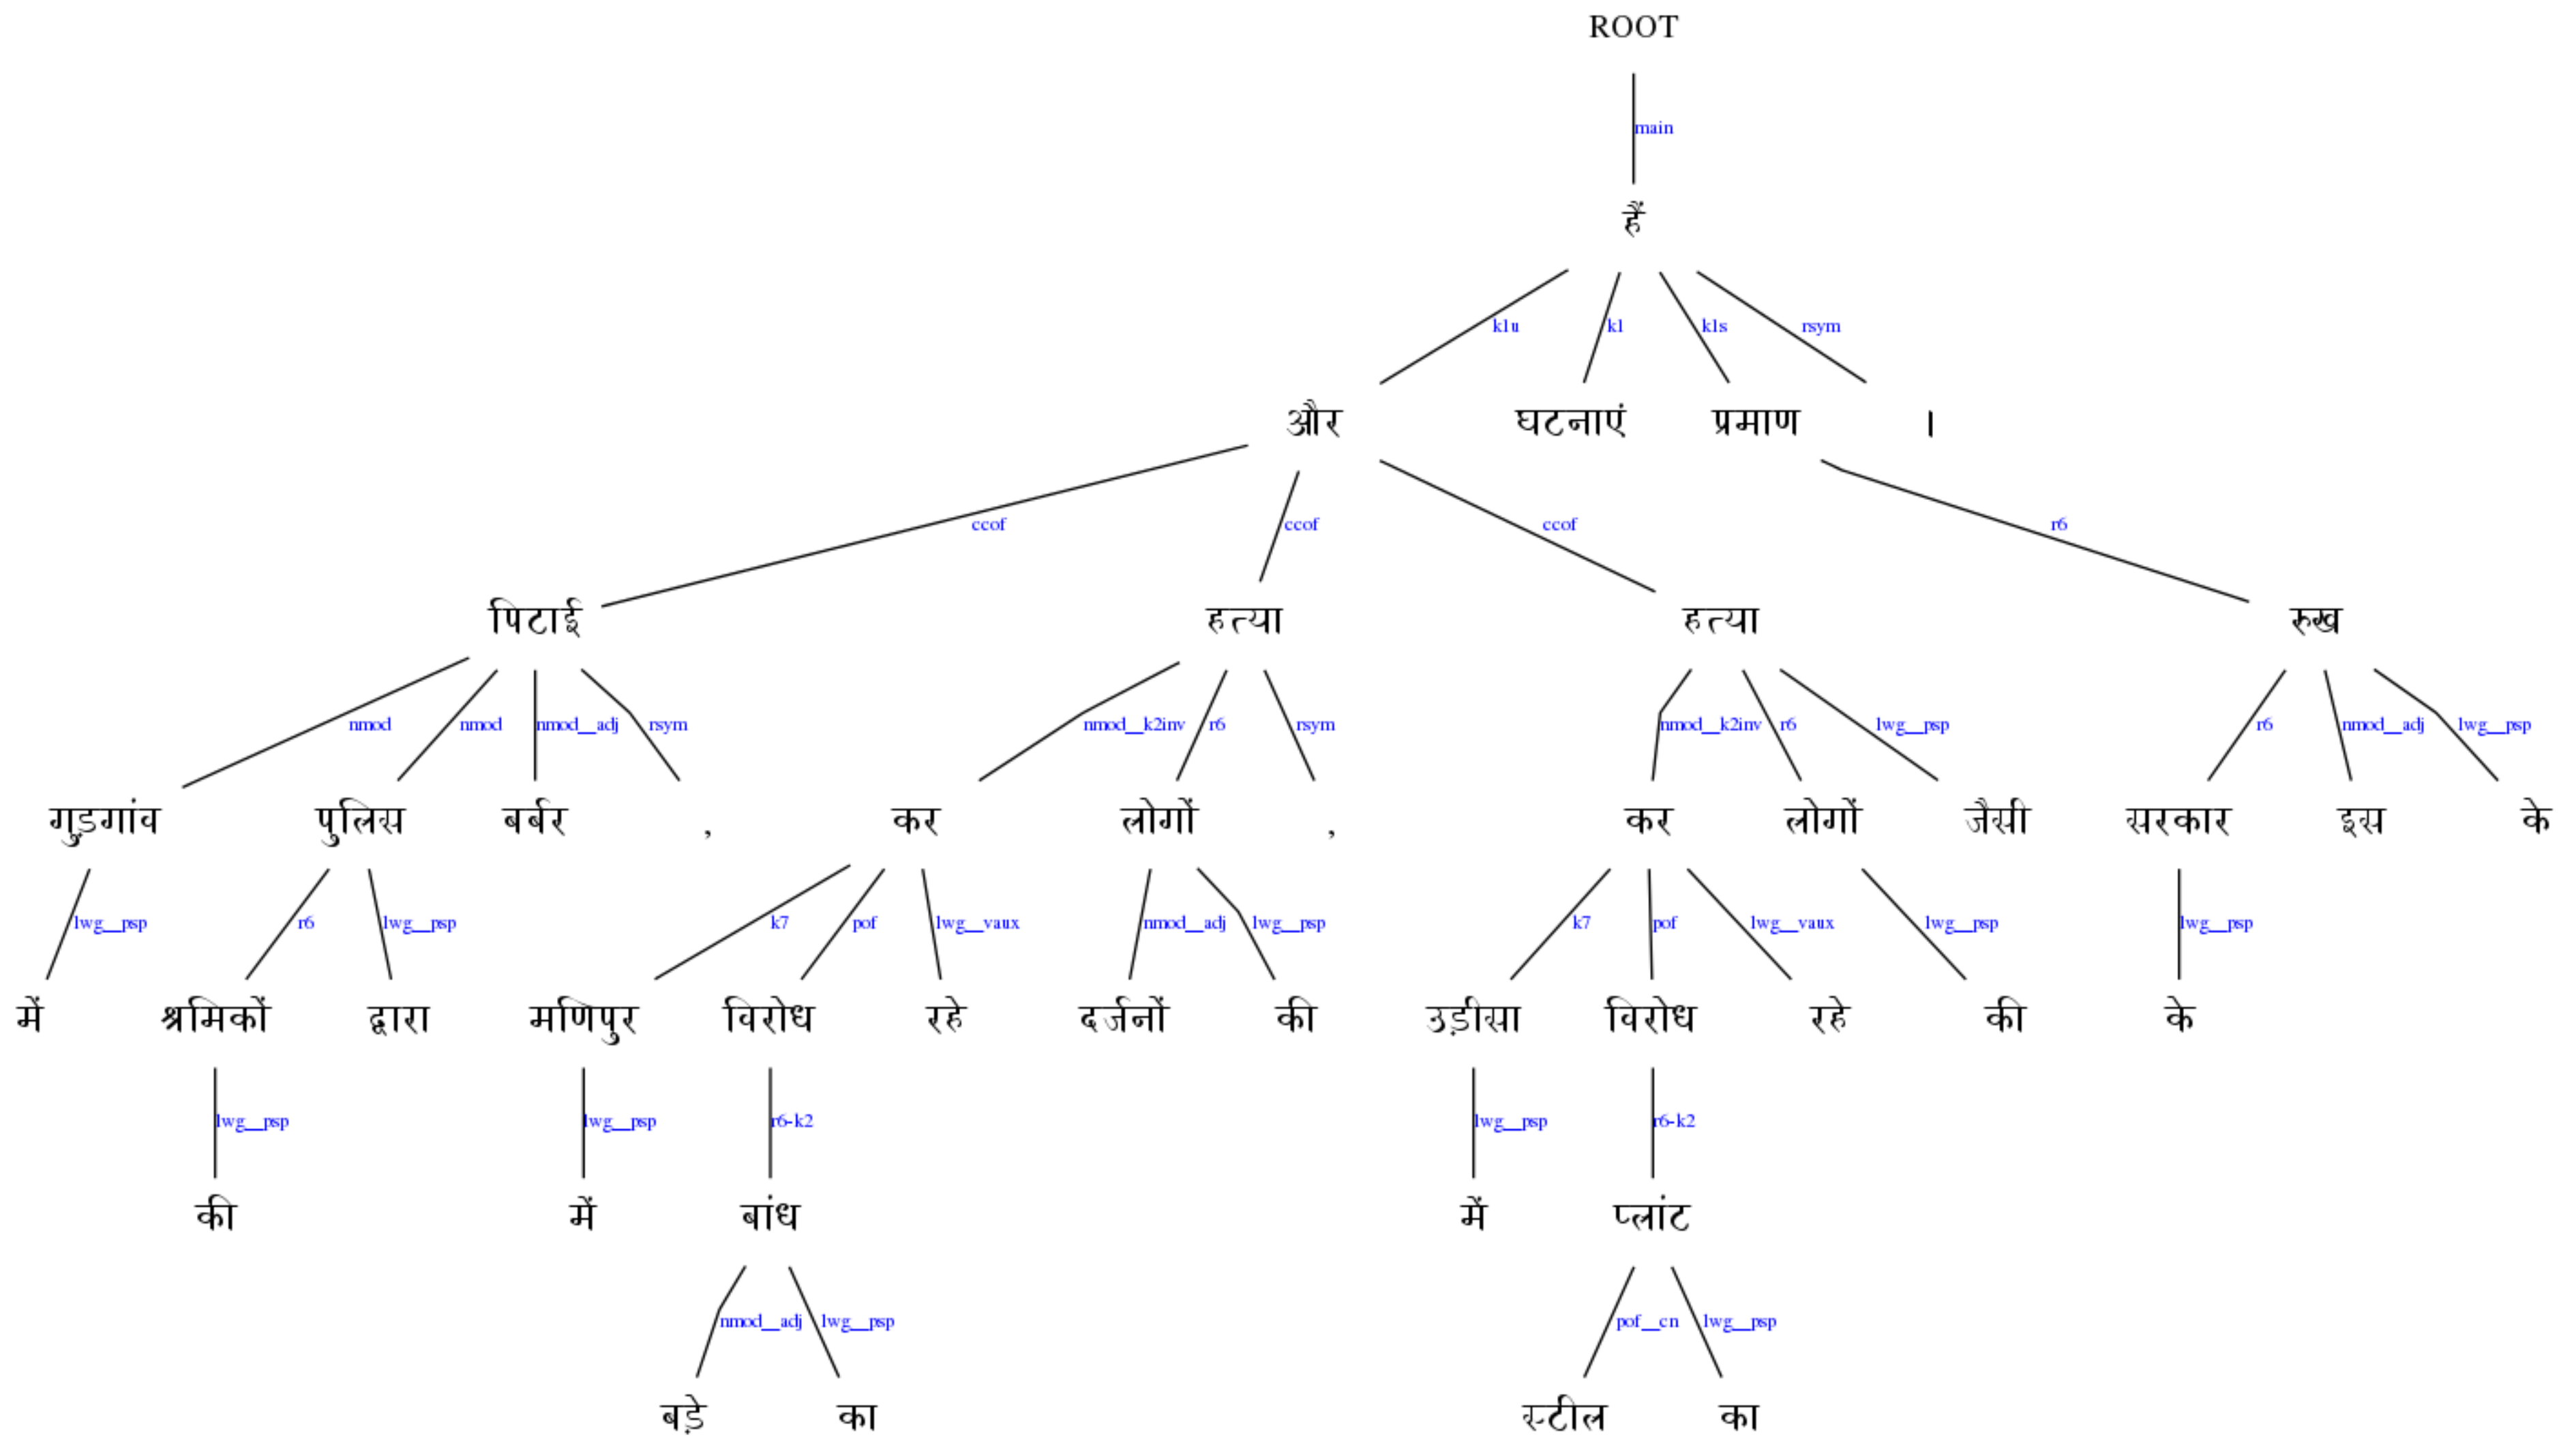 ROOT
main
हैं
k1u k1 k1s rsym
और घटनाएं प्रमाण ।
ccof ccof ccof r6
पिटाई हत्या हत्या रुख
nmod nmod nmod__adj rsym nmod__k2inv r6 rsym nmod__k2inv r6 lwg__psp r6 nmod__adj lwg__psp
गुड़गांव पुलिस बर्बर , कर लोगों , कर लोगों जैसी सरकार इस के
lwg__psp r6 lwg__psp k7 pof lwg__vaux nmod__adj lwg__psp k7 pof lwg__vaux lwg__psp lwg__psp
में श्रमिकों द्वारा मणिपुर विरोध रहे दर्जनों की उड़ीसा विरोध रहे की के
lwg__psp lwg__psp r6-k2 lwg__psp r6-k2
की में बांध में प्लांट
nmod__adj lwg__psp pof__cn lwg__psp
बड़े का स्टील का